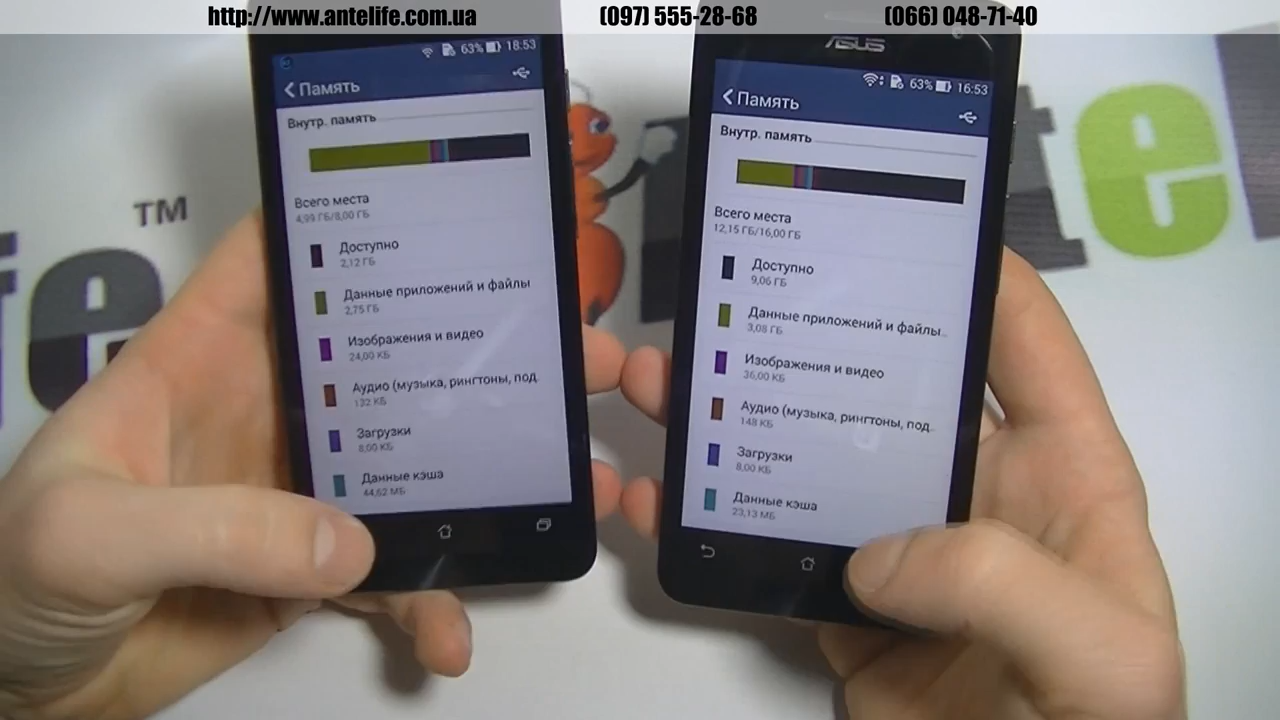 http://www.antelife.com.ua (097) 555-28-68 (066) 048-71-40
63% 18:53
Память
Внутр. память
Всего места
4,99 ГБ/8,00 ГБ
Доступно
2,12 ГБ
Данные приложений и файлы
2,75 ГБ
Изображения и видео
24,00 КБ
Аудио (музыка, рингтоны, под.
132 КБ
Загрузки
8,00 КБ
Данные кэша
44,62 МБ
ASUS
63% 16:53
Память
Внутр. память
Всего места
12,15 ГБ/16,00 ГБ
Доступно
9,06 ГБ
Данные приложений и файлы..
3,08 ГБ
Изображения и видео
36,00 КБ
Аудио (музыка, рингтоны, под..
148 КБ
Загрузки
8,00 КБ
Данные кэша
23,13 МБ
TM